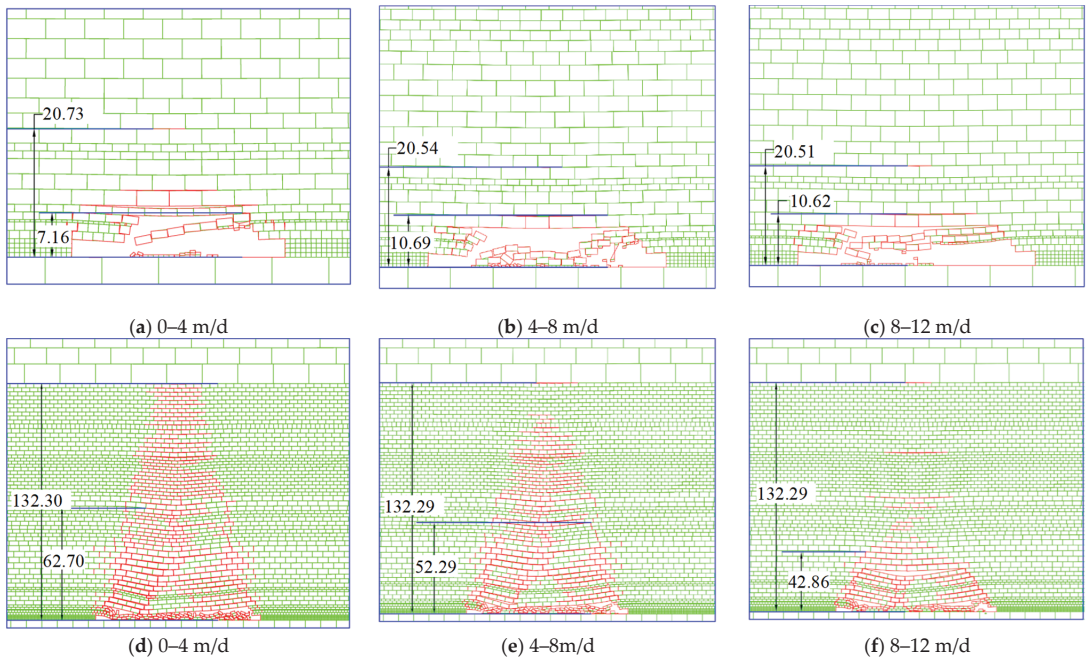 20.73
7.16
20.54
10.69
20.51
10.62
(a) 0–4 m/d
(b) 4–8 m/d
(c) 8–12 m/d
132.30
62.70
132.29
52.29
132.29
42.86
(d) 0–4 m/d
(e) 4–8m/d
(f) 8–12 m/d